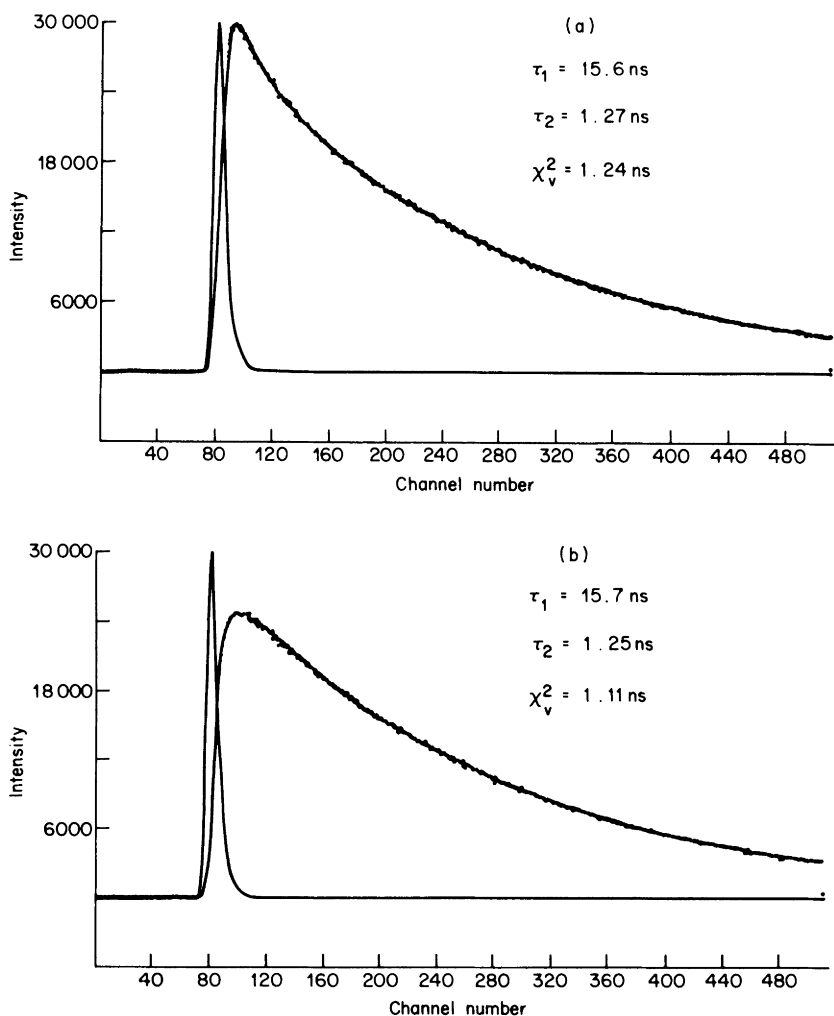 (a)
τ₁ = 15.6 ns
τ₂ = 1.27 ns
χᵥ² = 1.24 ns
30 000
18 000
6000
Intensity
40 80 120 160 200 240 280 320 360 400 440 480
Channel number
(b)
τ₁ = 15.7 ns
τ₂ = 1.25 ns
χᵥ² = 1.11 ns
30 000
18 000
6000
Intensity
40 80 120 160 200 240 280 320 360 400 440 480
Channel number